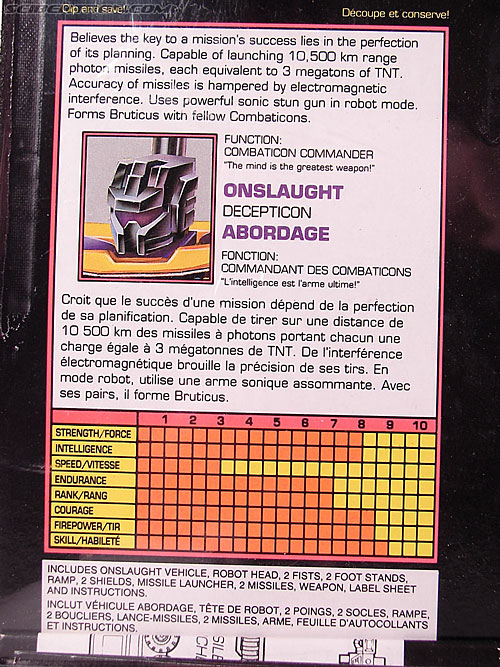 Clip and save!
Découpe et conserve!
Believes the key to a mission's success lies in the perfection
of its planning. Capable of launching 10,500 km range
photon missiles, each equivalent to 3 megatons of TNT.
Accuracy of missiles is hampered by electromagnetic
interference. Uses powerful sonic stun gun in robot mode.
Forms Bruticus with fellow Combaticons.
FUNCTION:
COMBATICON COMMANDER
"The mind is the greatest weapon!"
ONSLAUGHT
DECEPTICON
ABORDAGE
FONCTION:
COMMANDANT DES COMBATICONS
"L'intelligence est l'arme ultime!"
Croit que le succès d'une mission dépend de la perfection
de sa planification. Capable de tirer sur une distance de
10 500 km des missiles à photons portant chacun une
charge égale à 3 mégatonnes de TNT. De l'interférence
électromagnétique brouille la précision de ses tirs. En
mode robot, utilise une arme sonique assommante. Avec
ses pairs, il forme Bruticus.
1 2 3 4 5 6 7 8 9 10
STRENGTH/FORCE
INTELLIGENCE
SPEED/VITESSE
ENDURANCE
RANK/RANG
COURAGE
FIREPOWER/TIR
SKILL/HABILETÉ
INCLUDES ONSLAUGHT VEHICLE, ROBOT HEAD, 2 FISTS, 2 FOOT STANDS,
RAMP, 2 SHIELDS, MISSILE LAUNCHER, 2 MISSILES, WEAPON, LABEL SHEET
AND INSTRUCTIONS.
INCLUT VÉHICULE ABORDAGE, TÊTE DE ROBOT, 2 POINGS, 2 SOCLES, RAMPE,
2 BOUCLIERS, LANCE-MISSILES, 2 MISSILES, ARME, FEUILLE D'AUTOCOLLANTS
ET INSTRUCTIONS.